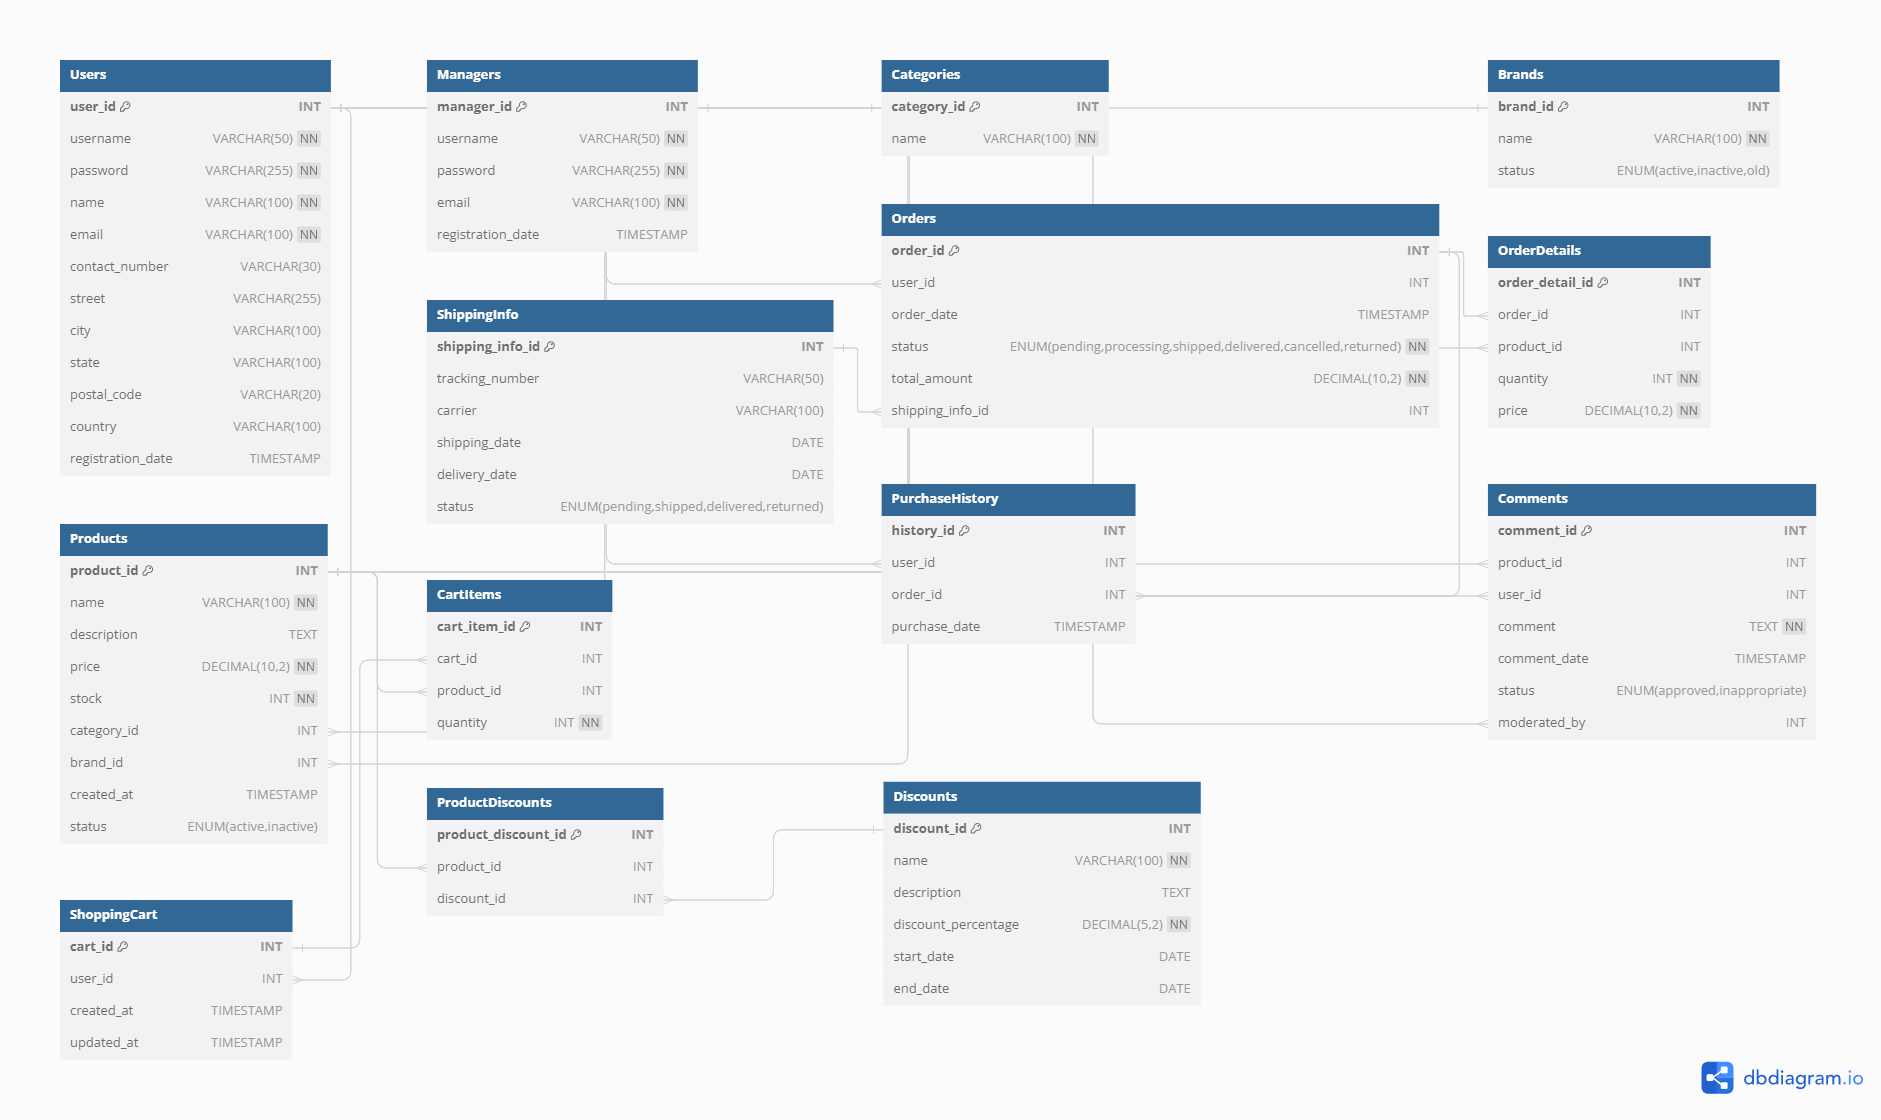 Users
user_id INT
username VARCHAR(50) NN
password VARCHAR(255) NN
name VARCHAR(100) NN
email VARCHAR(100) NN
contact_number VARCHAR(30)
street VARCHAR(255)
city VARCHAR(100)
state VARCHAR(100)
postal_code VARCHAR(20)
country VARCHAR(100)
registration_date TIMESTAMP
Managers
manager_id INT
username VARCHAR(50) NN
password VARCHAR(255) NN
email VARCHAR(100) NN
registration_date TIMESTAMP
Categories
category_id INT
name VARCHAR(100) NN
Brands
brand_id INT
name VARCHAR(100) NN
status ENUM(active,inactive,old)
Orders
order_id INT
user_id INT
order_date TIMESTAMP
status ENUM(pending,processing,shipped,delivered,cancelled,returned) NN
total_amount DECIMAL(10,2) NN
shipping_info_id INT
OrderDetails
order_detail_id INT
order_id INT
product_id INT
quantity INT NN
price DECIMAL(10,2) NN
ShippingInfo
shipping_info_id INT
tracking_number VARCHAR(50)
carrier VARCHAR(100)
shipping_date DATE
delivery_date DATE
status ENUM(pending,shipped,delivered,returned)
PurchaseHistory
history_id INT
user_id INT
order_id INT
purchase_date TIMESTAMP
Comments
comment_id INT
product_id INT
user_id INT
comment TEXT NN
comment_date TIMESTAMP
status ENUM(approved,inappropriate)
moderated_by INT
Products
product_id INT
name VARCHAR(100) NN
description TEXT
price DECIMAL(10,2) NN
stock INT NN
category_id INT
brand_id INT
created_at TIMESTAMP
status ENUM(active,inactive)
CartItems
cart_item_id INT
cart_id INT
product_id INT
quantity INT NN
ProductDiscounts
product_discount_id INT
product_id INT
discount_id INT
Discounts
discount_id INT
name VARCHAR(100) NN
description TEXT
discount_percentage DECIMAL(5,2) NN
start_date DATE
end_date DATE
ShoppingCart
cart_id INT
user_id INT
created_at TIMESTAMP
updated_at TIMESTAMP
dbdiagram.io